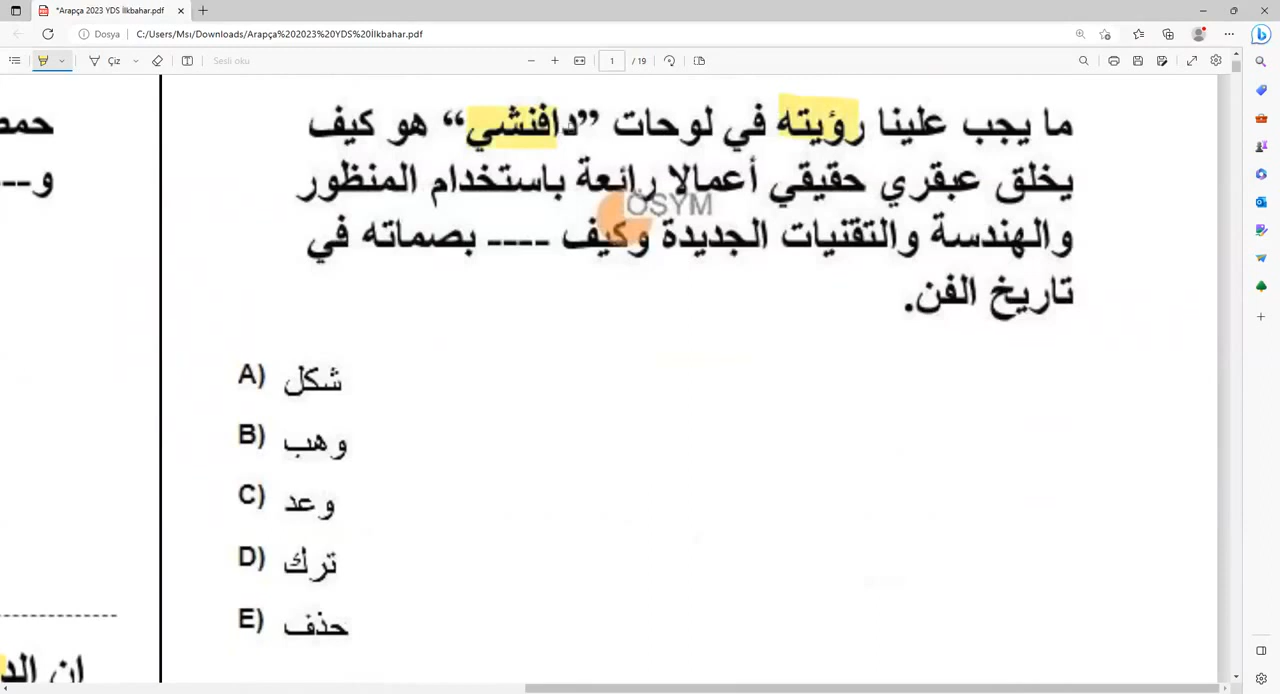 *Arapça 2023 YDS İlkbahar.pdf
Dosya C:/Users/Msı/Downloads/Arapça%202023%20YDS%20İlkbahar.pdf
Çiz Sesli oku 1 / 19
ما يجب علينا رؤيته في لوحات ”دافنشي“ هو كيف
يخلق عبقري حقيقي أعمالا رائعة باستخدام المنظور
والهندسة والتقنيات الجديدة وكيف ---- بصماته في
تاريخ الفن.
ÖSYM
A) شكل
B) وهب
C) وعد
D) ترك
E) حذف
و--